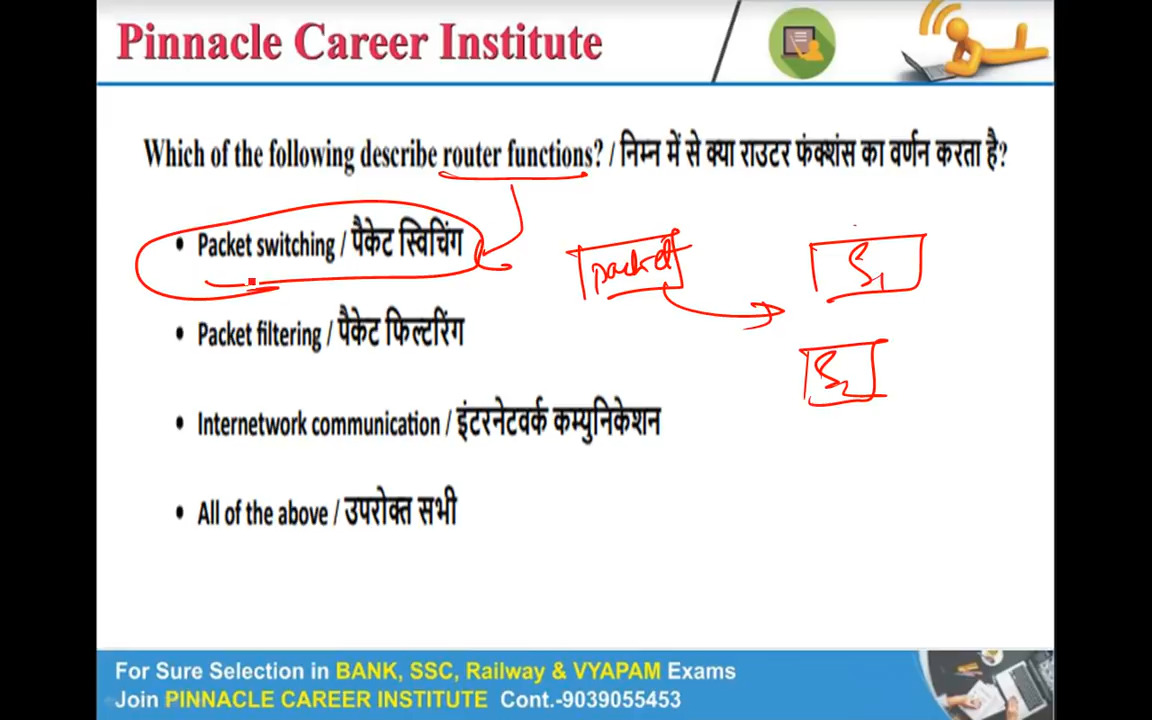 Pinnacle Career Institute
Which of the following describe router functions? / निम्न में से क्या राउटर फंक्शंस का वर्णन करता है?
• Packet switching / पैकेट स्विचिंग
packet
S1
• Packet filtering / पैकेट फिल्टरिंग
S2
• Internetwork communication / इंटरनेटवर्क कम्युनिकेशन
• All of the above / उपरोक्त सभी
For Sure Selection in BANK, SSC, Railway & VYAPAM Exams
Join PINNACLE CAREER INSTITUTE Cont.-9039055453